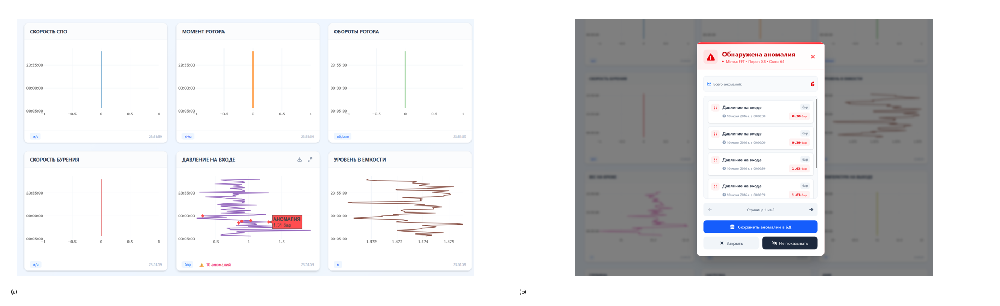 СКОРОСТЬ СПО
23:55:00
00:00:00
00:05:00
−1 −0.5 0 0.5 1
м/с 23:51:59
МОМЕНТ РОТОРА
23:55:00
00:00:00
00:05:00
−1 −0.5 0 0.5 1
кНм 23:51:59
ОБОРОТЫ РОТОРА
23:55:00
00:00:00
00:05:00
−1 −0.5 0 0.5 1
об/мин 23:51:59
СКОРОСТЬ БУРЕНИЯ
23:55:00
00:00:00
00:05:00
−1 −0.5 0 0.5 1
м/ч 23:51:59
ДАВЛЕНИЕ НА ВХОДЕ
23:55:00
00:00:00
АНОМАЛИЯ
1.31 бар
00:05:00
0.5 1 1.5
бар 10 аномалий 23:51:59
УРОВЕНЬ В ЕМКОСТИ
23:55:00
00:00:00
00:05:00
1.472 1.473 1.474 1.475
м 23:51:59
(a)
Обнаружена аномалия
• Метод: FFT • Порог: 0.3 • Окно: 64
Всего аномалий: 6
Давление на входе бар
10 июня 2016 г. в 00:00:00 0.30 бар
Давление на входе бар
10 июня 2016 г. в 00:00:00 0.30 бар
Давление на входе бар
10 июня 2016 г. в 00:00:59 1.03 бар
Давление на входе бар
10 июня 2016 г. в 00:00:59 1.03 бар
Страница 1 из 2
Сохранить аномалии в БД
Закрыть Не показывать
СКОРОСТЬ БУРЕНИЯ
(b)